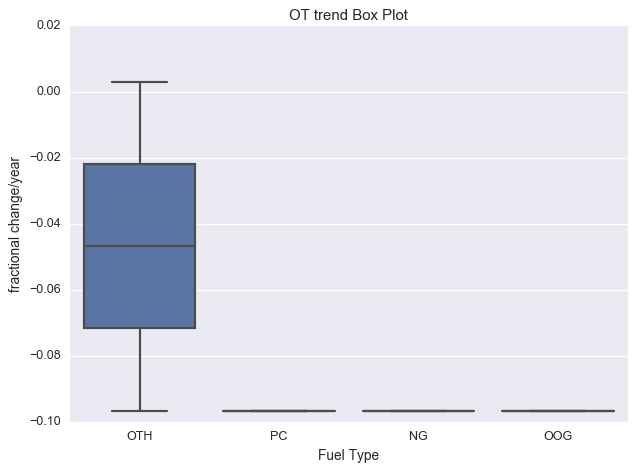 OT trend Box Plot
0.02
0.00
−0.02
−0.04
−0.06
−0.08
−0.10
fractional change/year
OTH PC NG OOG
Fuel Type